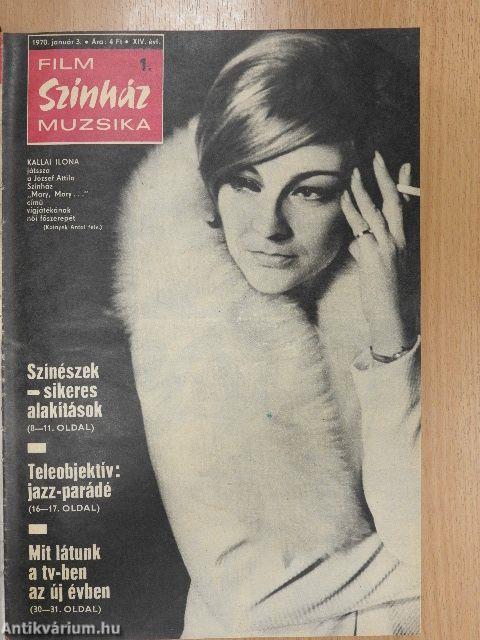 1970. január 3. • Ára: 4 Ft • XIV. évf.
FILM 1.
Színház
MUZSIKA
KÁLLAI ILONA
játssza
a József Attila
Színház
„Mary, Mary..."
című
vígjátékának
női főszerepét
(Kotnyek Antal felv.)
Színészek
– sikeres
alakítások
(8—11. OLDAL)
Teleobjektív:
jazz-parádé
(16—17. OLDAL)
Mit látunk
a tv-ben
az új évben
(30—31. OLDAL)
Antikvárium.hu